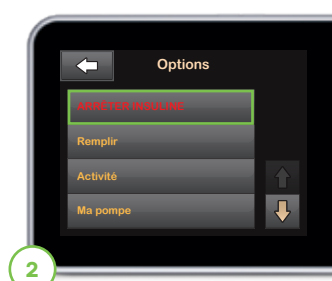 Options
ARRÊTER INSULINE
Remplir
Activité
Ma pompe
2